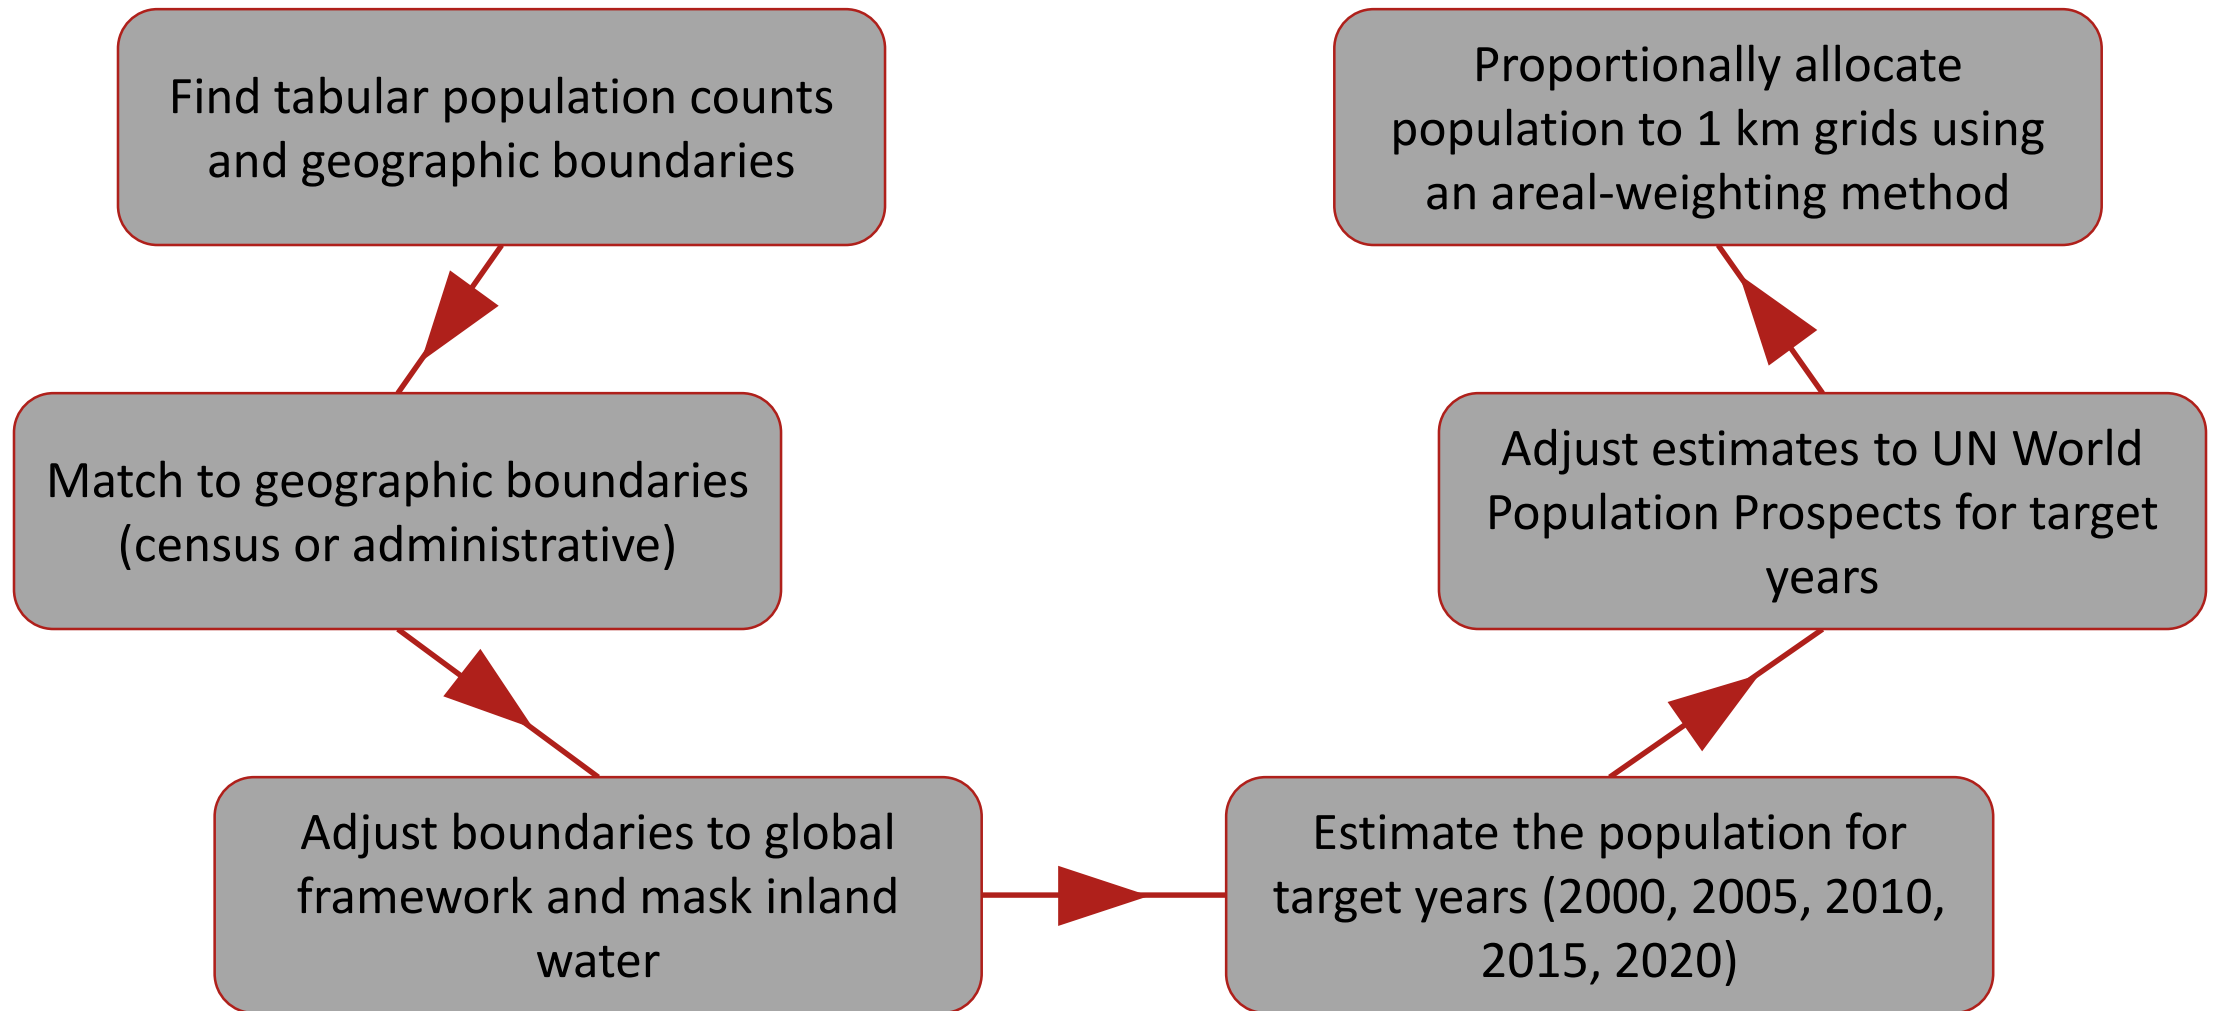 Find tabular population counts
and geographic boundaries
Match to geographic boundaries
(census or administrative)
Adjust boundaries to global
framework and mask inland
water
Estimate the population for
target years (2000, 2005, 2010,
2015, 2020)
Adjust estimates to UN World
Population Prospects for target
years
Proportionally allocate
population to 1 km grids using
an areal-weighting method